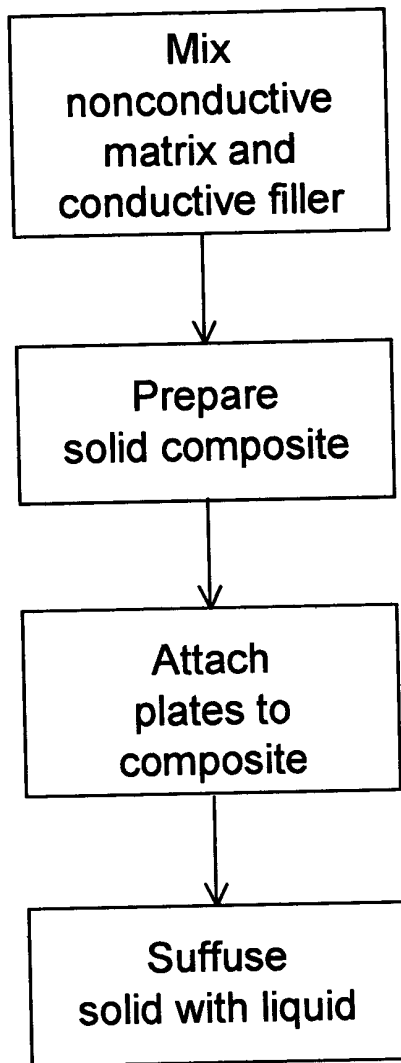 Mix
nonconductive
matrix and
conductive filler
Prepare
solid composite
Attach
plates to
composite
Suffuse
solid with liquid